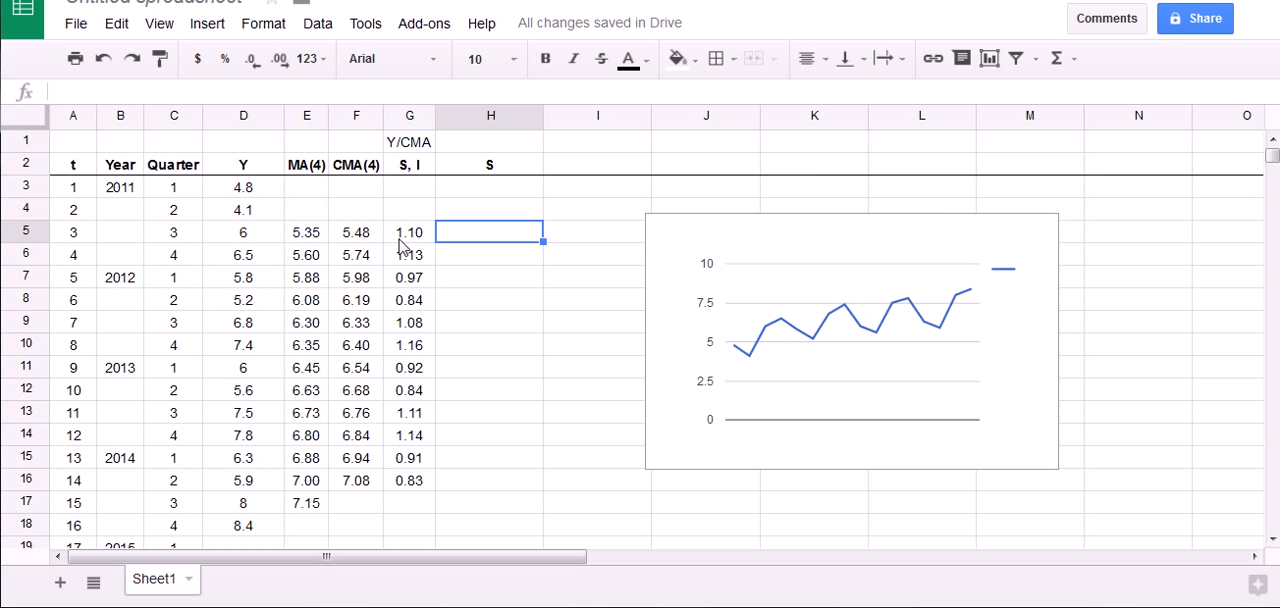 Untitled spreadsheet
File Edit View Insert Format Data Tools Add-ons Help All changes saved in Drive Comments Share
$ % .0 .00 123 Arial 10 B I S A Σ
fx
A B C D E F G H I J K L M N O
1 Y/CMA
2 t Year Quarter Y MA(4) CMA(4) S, I S
3 1 2011 1 4.8
4 2 2 4.1
5 3 3 6 5.35 5.48 1.10
6 4 4 6.5 5.60 5.74 1.13
7 5 2012 1 5.8 5.88 5.98 0.97
8 6 2 5.2 6.08 6.19 0.84
9 7 3 6.8 6.30 6.33 1.08
10 8 4 7.4 6.35 6.40 1.16
11 9 2013 1 6 6.45 6.54 0.92
12 10 2 5.6 6.63 6.68 0.84
13 11 3 7.5 6.73 6.76 1.11
14 12 4 7.8 6.80 6.84 1.14
15 13 2014 1 6.3 6.88 6.94 0.91
16 14 2 5.9 7.00 7.08 0.83
17 15 3 8 7.15
18 16 4 8.4
19 17 2015 1
10
7.5
5
2.5
0
Sheet1